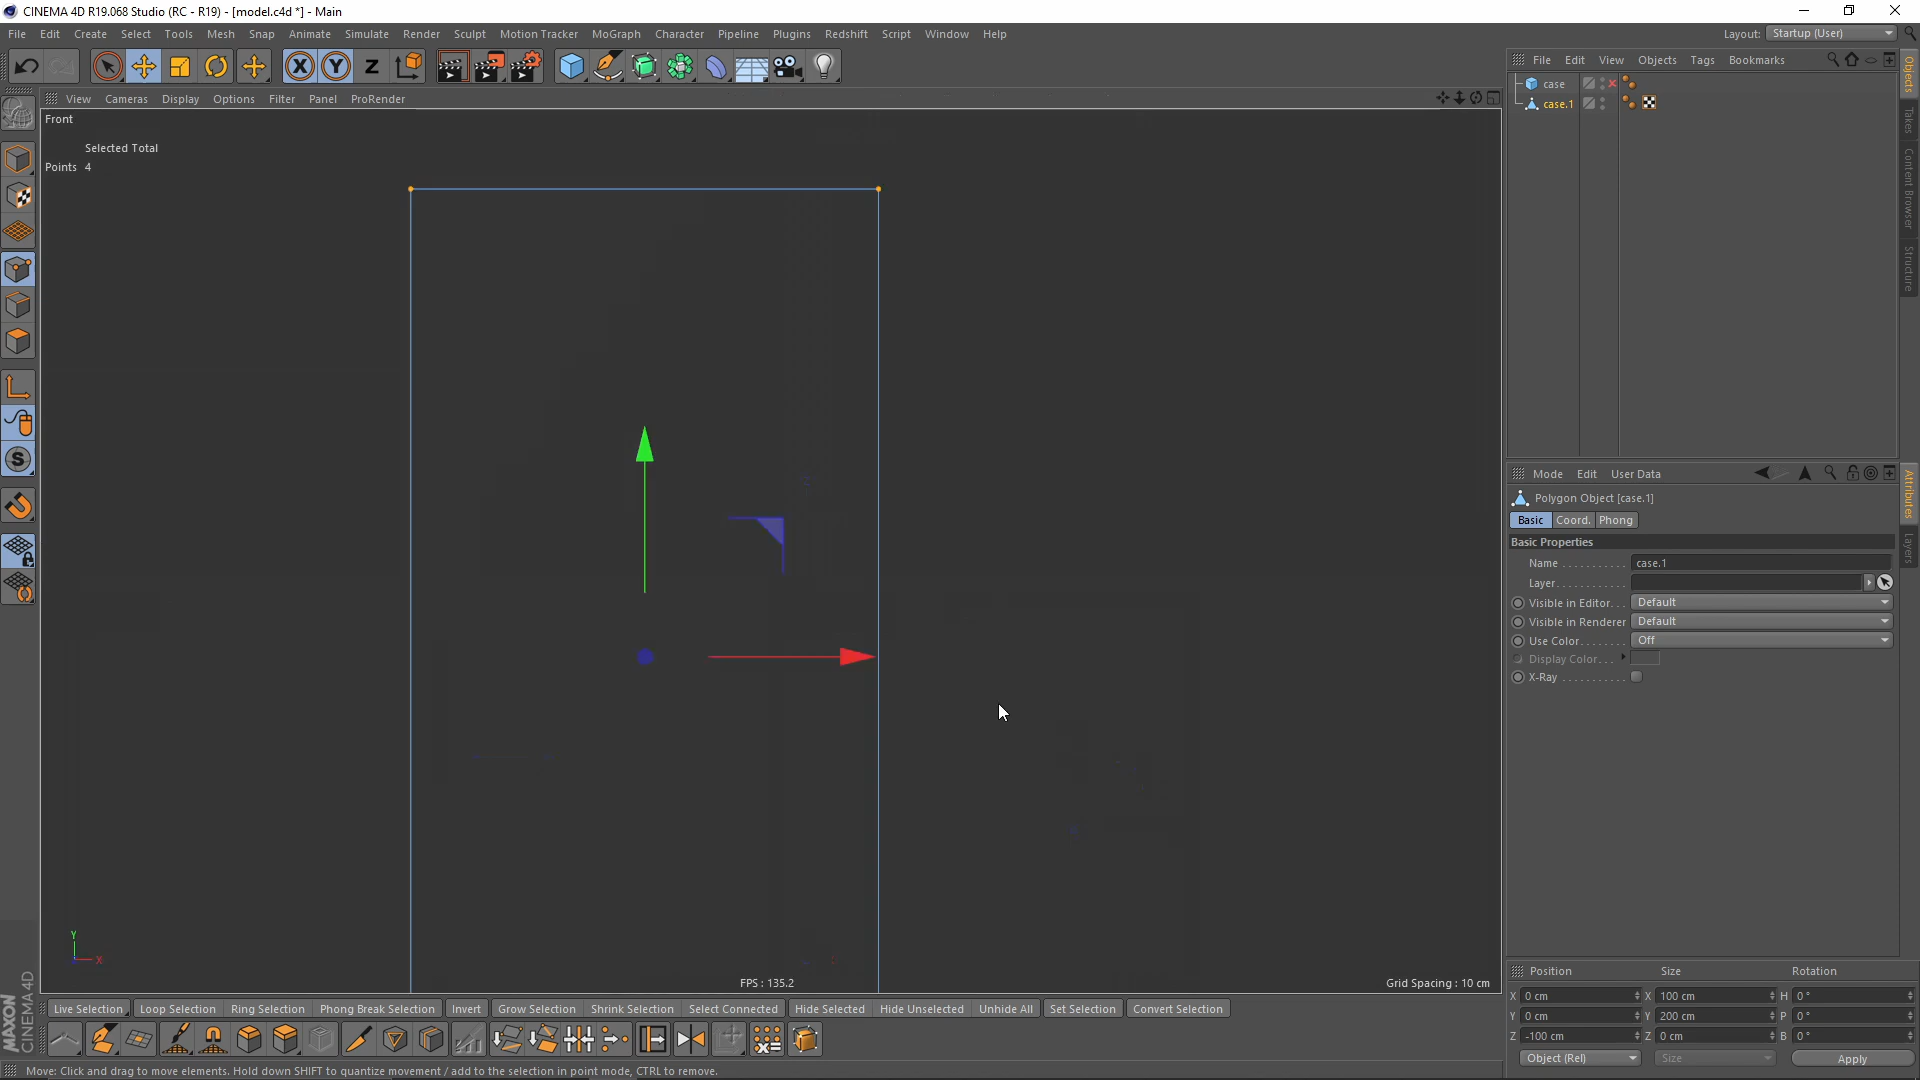 CINEMA 4D R19.068 Studio (RC - R19) - [model.c4d *] - Main
File Edit Create Select Tools Mesh Snap Animate Simulate Render Sculpt Motion Tracker MoGraph Character Pipeline Plugins Redshift Script Window Help
Layout: Startup (User)
X Y Z
File Edit View Objects Tags Bookmarks
View Cameras Display Options Filter Panel ProRender
case
case.1
Objects
Takes
Content Browser
Structure
Front
Selected Total
Points 4
S
Mode Edit User Data
Polygon Object [case.1]
Basic Coord. Phong
Basic Properties
Name . . . . . . . . . . . case.1
Layer. . . . . . . . . . . .
Visible in Editor. . . Default
Visible in Renderer Default
Use Color. . . . . . . . Off
Display Color. . . .
X-Ray . . . . . . . . . . .
Attributes
Layers
Y
X
FPS : 135.2
Grid Spacing : 10 cm
Live Selection Loop Selection Ring Selection Phong Break Selection Invert Grow Selection Shrink Selection Select Connected Hide Selected Hide Unselected Unhide All Set Selection Convert Selection
Position Size Rotation
X 0 cm X 100 cm H 0 °
Y 0 cm Y 200 cm P 0 °
Z -100 cm Z 0 cm B 0 °
Object (Rel) Size Apply
MAXON CINEMA 4D
Move: Click and drag to move elements. Hold down SHIFT to quantize movement / add to the selection in point mode, CTRL to remove.